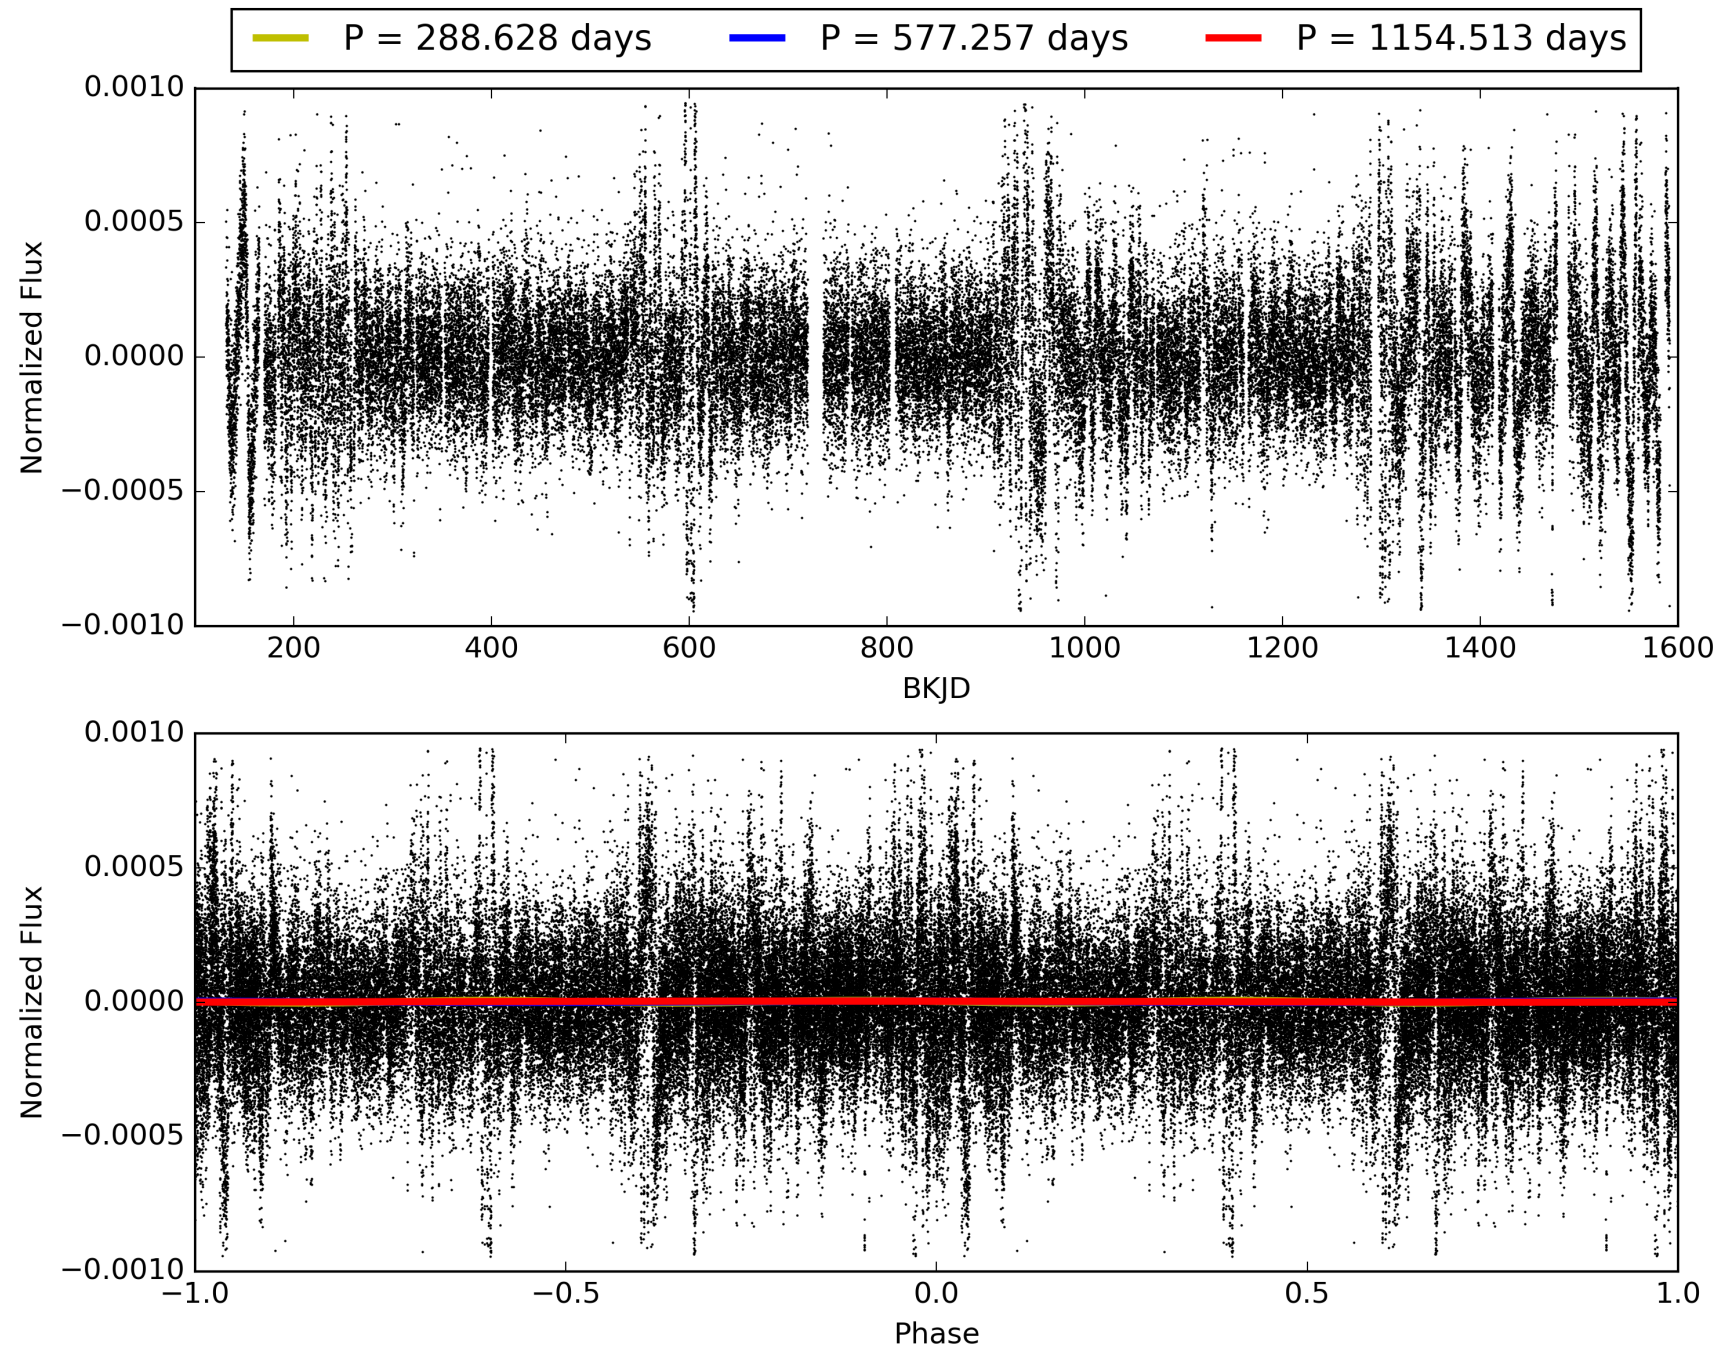 P = 288.628 days P = 577.257 days P = 1154.513 days
0.0010
0.0005
0.0000
−0.0005
−0.0010
Normalized Flux
200 400 600 800 1000 1200 1400 1600
BKJD
0.0010
0.0005
0.0000
−0.0005
−0.0010
Normalized Flux
−1.0 −0.5 0.0 0.5 1.0
Phase